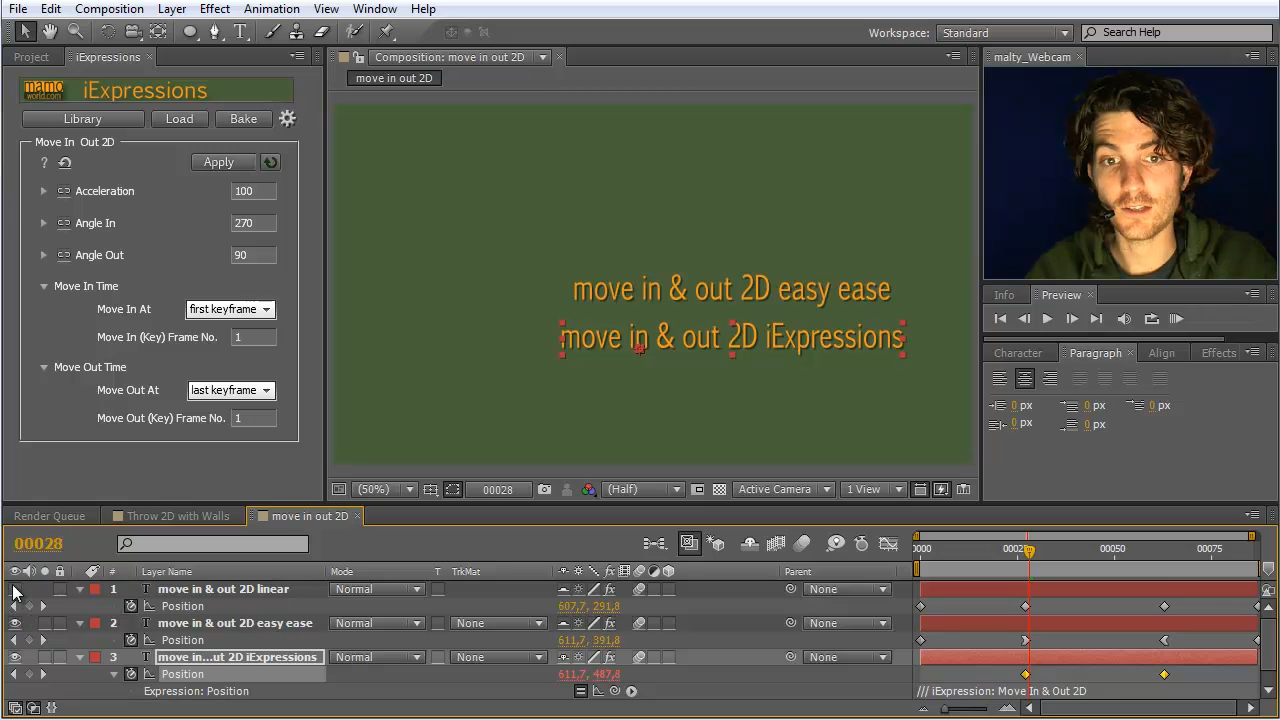 File Edit Composition Layer Effect Animation View Window Help
Workspace: Standard Search Help
Project iExpressions Composition: move in out 2D malty_Webcam
move in out 2D
mamo world.com iExpressions
Library Load Bake
Move In Out 2D
? Apply
Acceleration 100
Angle In 270
Angle Out 90
Move In Time
Move In At first keyframe
Move In (Key) Frame No. 1
Move Out Time
Move Out At last keyframe
Move Out (Key) Frame No. 1
move in & out 2D easy ease
move in & out 2D iExpressions
Info Preview
Character Paragraph Align Effects
0 px 0 px 0 px
0 px 0 px
(50%) 00028 (Half) Active Camera 1 View
Render Queue Throw 2D with Walls move in out 2D
00028
0000 0002 00050 00075
# Layer Name Mode T TrkMat Parent
1 T move in & out 2D linear Normal fx None
Position 607,7, 291,8
2 T move in & out 2D easy ease Normal None fx None
Position 611,7, 391,8
3 T move in...ut 2D iExpressions Normal None fx None
Position 611,7, 487,8
Expression: Position /// iExpression: Move In & Out 2D